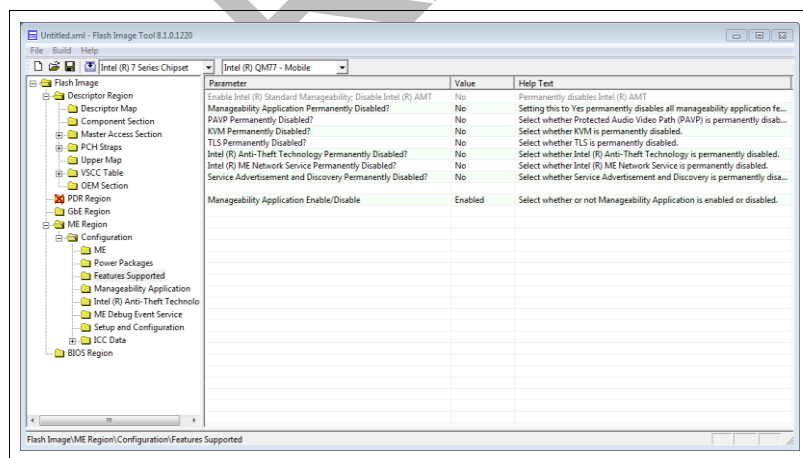 Untitled.xml - Flash Image Tool 8.1.0.1220
File Build Help
Intel (R) 7 Series Chipset Intel (R) QM77 - Mobile
Flash Image
Descriptor Region
Descriptor Map
Component Section
Master Access Section
PCH Straps
Upper Map
VSCC Table
OEM Section
PDR Region
GbE Region
ME Region
Configuration
ME
Power Packages
Features Supported
Manageability Application
Intel (R) Anti-Theft Technolo
ME Debug Event Service
Setup and Configuration
ICC Data
BIOS Region
Parameter Value Help Text
Enable Intel (R) Standard Manageability; Disable Intel (R) AMT No Permanently disables Intel (R) AMT
Manageability Application Permanently Disabled? No Setting this to Yes permanently disables all manageability application fe...
PAVP Permanently Disabled? No Select whether Protected Audio Video Path (PAVP) is permanently disab...
KVM Permanently Disabled? No Select whether KVM is permanently disabled.
TLS Permanently Disabled? No Select whether TLS is permanently disabled.
Intel (R) Anti-Theft Technology Permanently Disabled? No Select whether Intel (R) Anti-Theft Technology is permanently disabled.
Intel (R) ME Network Service Permanently Disabled? No Select whether Intel (R) ME Network Service is permanently disabled.
Service Advertisement and Discovery Permanently Disabled? No Select whether Service Advertisement and Discovery is permanently disa...
Manageability Application Enable/Disable Enabled Select whether or not Manageability Application is enabled or disabled.
Flash Image\ME Region\Configuration\Features Supported